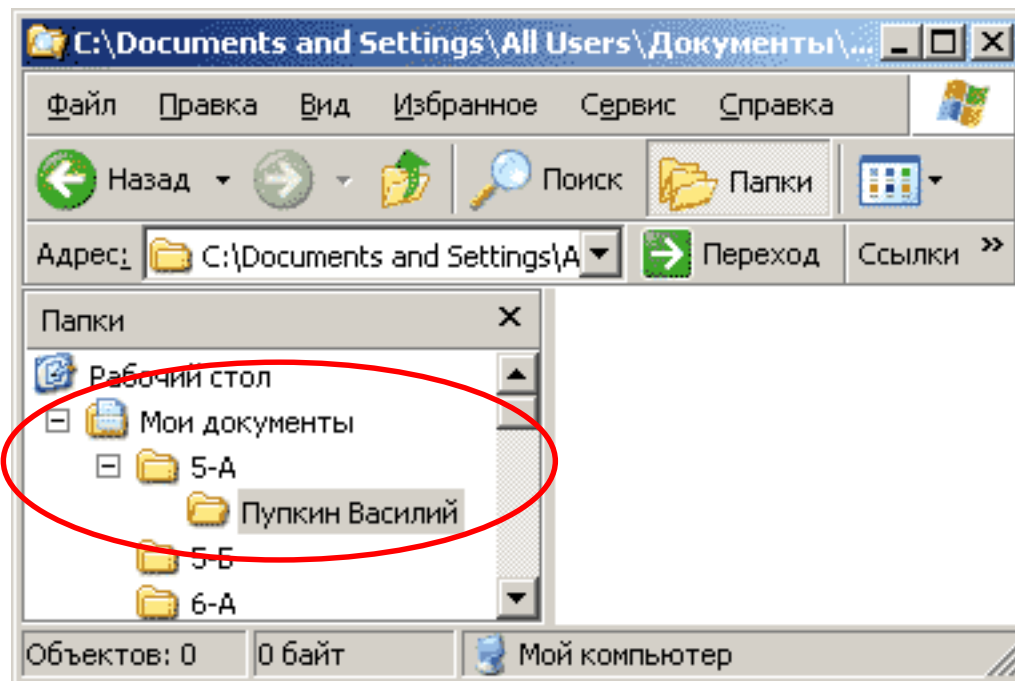 C:\Documents and Settings\All Users\Документы\...
Файл Правка Вид Избранное Сервис Справка
Назад Поиск Папки
Адрес: C:\Documents and Settings\A Переход Ссылки »
Папки
Рабочий стол
Мои документы
5-А
Пупкин Василий
5-Б
6-А
Объектов: 0 0 байт Мой компьютер